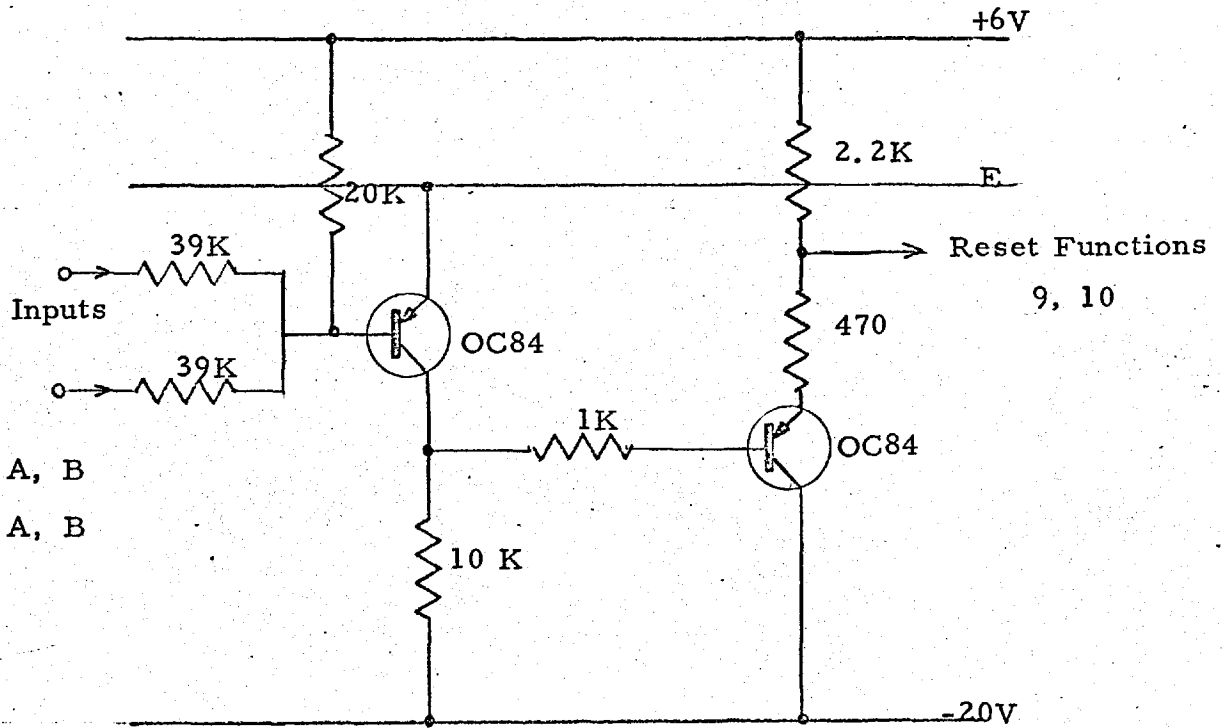 +6V
2.2K
E
20K
39K
Reset Functions
9, 10
Inputs
470
OC84
39K
1K
OC84
A, B
A, B
10 K
-20V